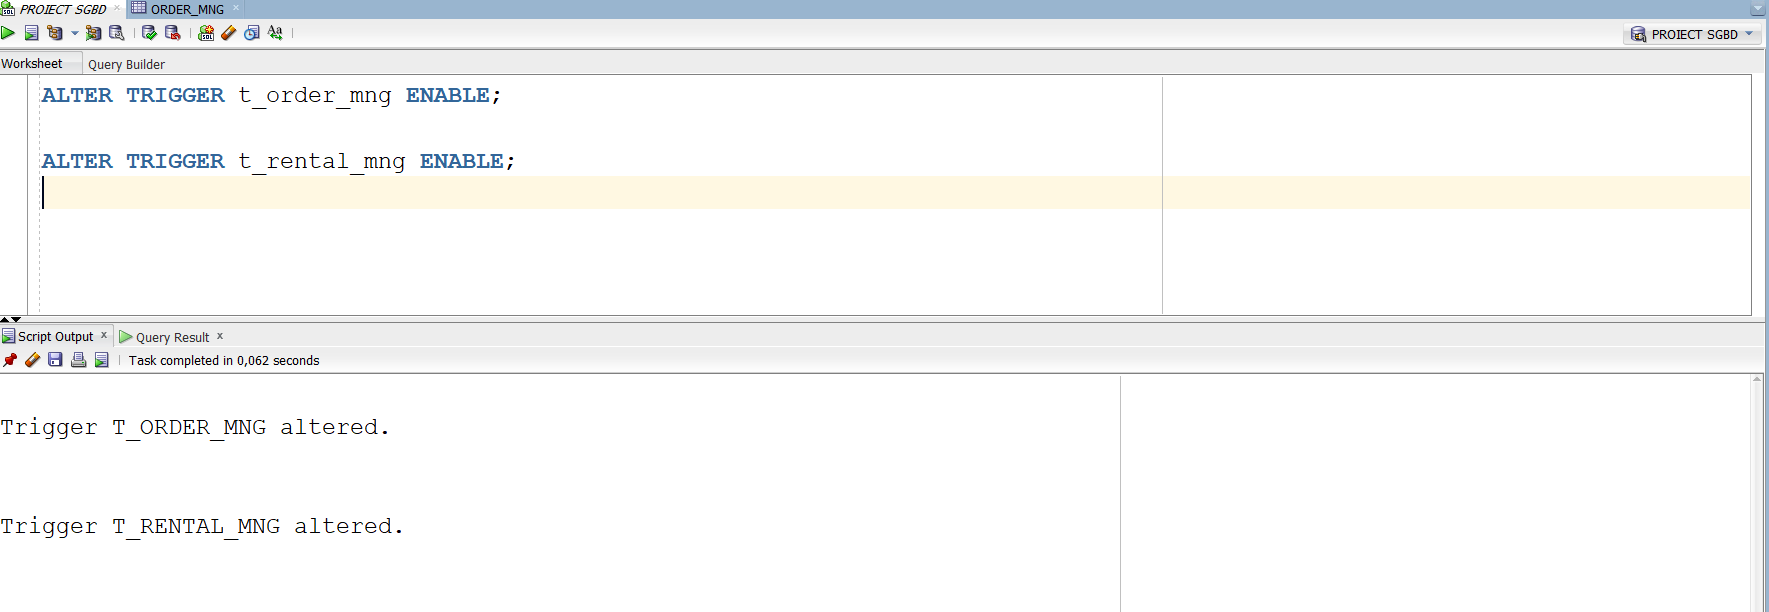 PROIECT SGBD
ORDER_MNG
PROIECT SGBD
Worksheet
Query Builder
ALTER TRIGGER t_order_mng ENABLE;
ALTER TRIGGER t_rental_mng ENABLE;
Script Output
Query Result
Task completed in 0,062 seconds
Trigger T_ORDER_MNG altered.
Trigger T_RENTAL_MNG altered.